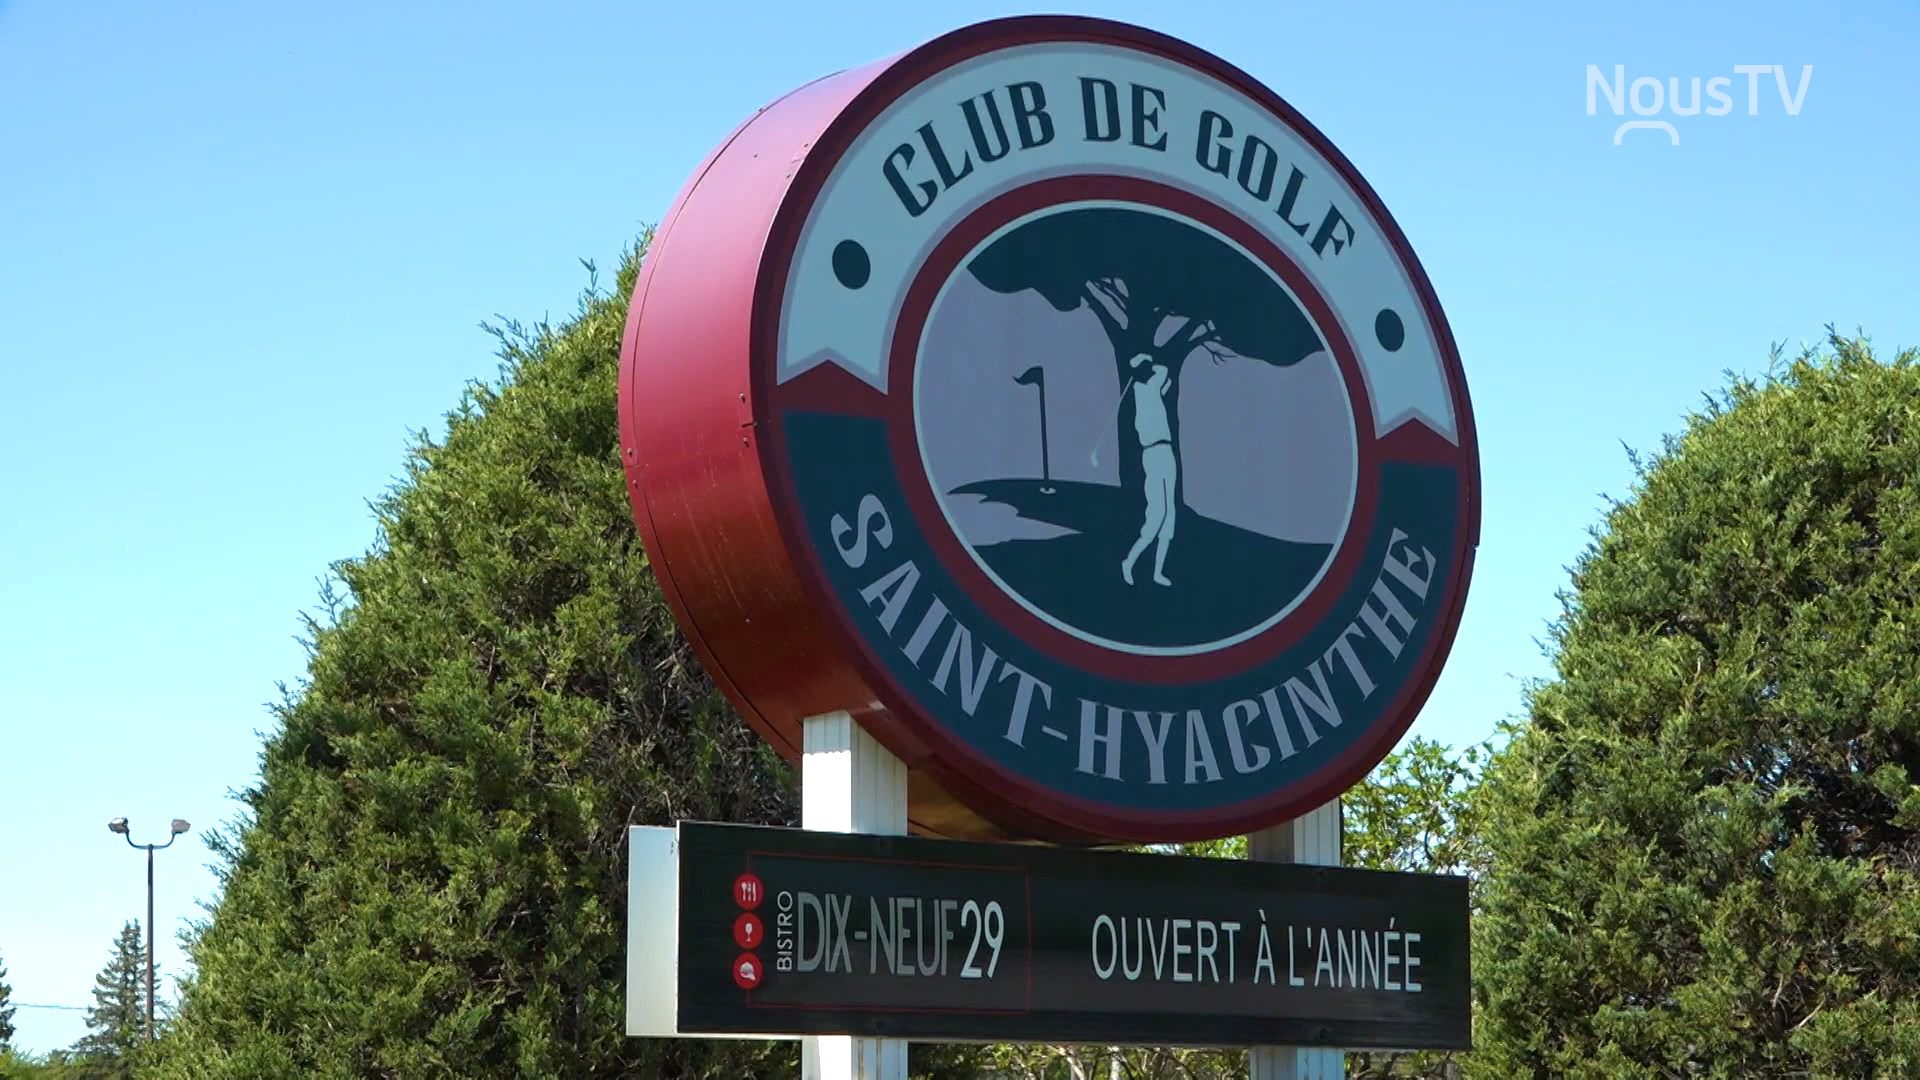 NousTV
CLUB DE GOLF
SAINT-HYACINTHE
BISTRO
DIX-NEUF29
OUVERT À L'ANNÉE